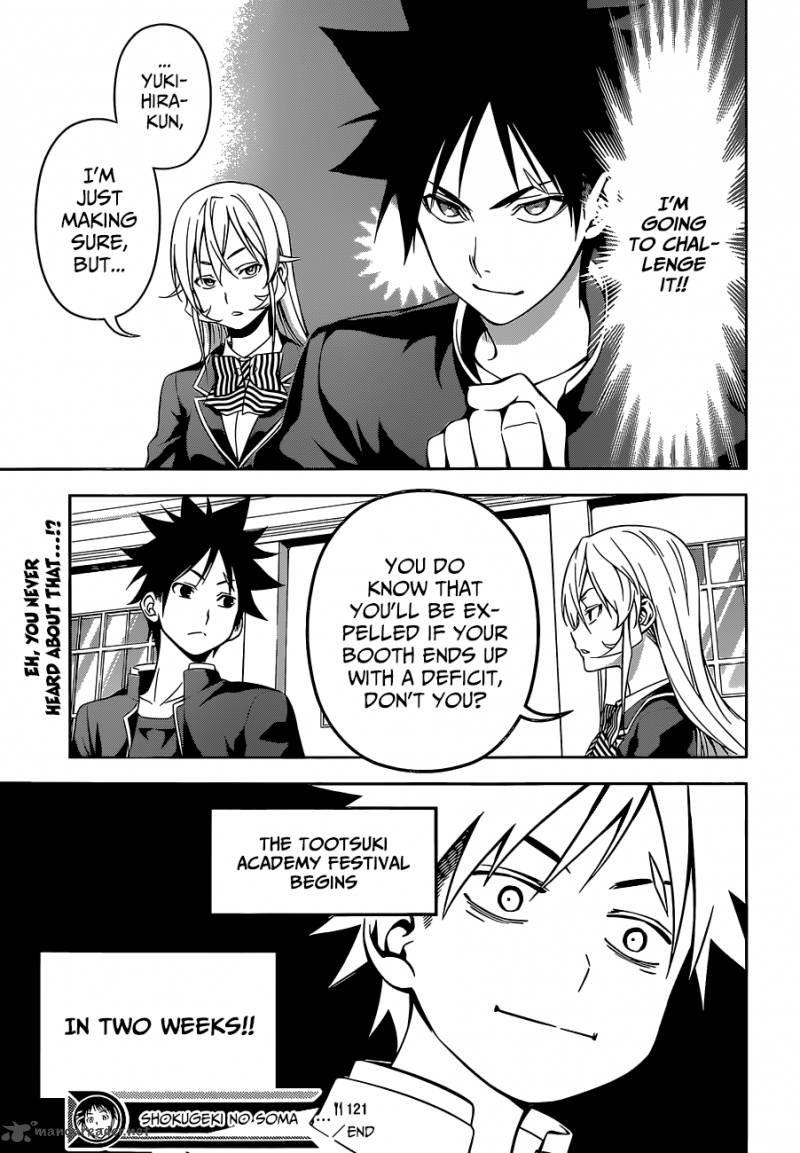 I'M
GOING
TO CHAL-
LENGE
IT!!
...
YUKI-
HIRA-
KUN,
I'M
JUST
MAKING
SURE,
BUT...
YOU DO
KNOW THAT
YOU'LL BE EX-
PELLED IF YOUR
BOOTH ENDS UP
WITH A DEFICIT,
DON'T YOU?
EH, YOU NEVER
HEARD ABOUT THAT...!?
THE TOOTSUKI
ACADEMY FESTIVAL
BEGINS
IN TWO WEEKS!!
SHOKUGEKI NO SOMA .... 121
/END
mangareader.net